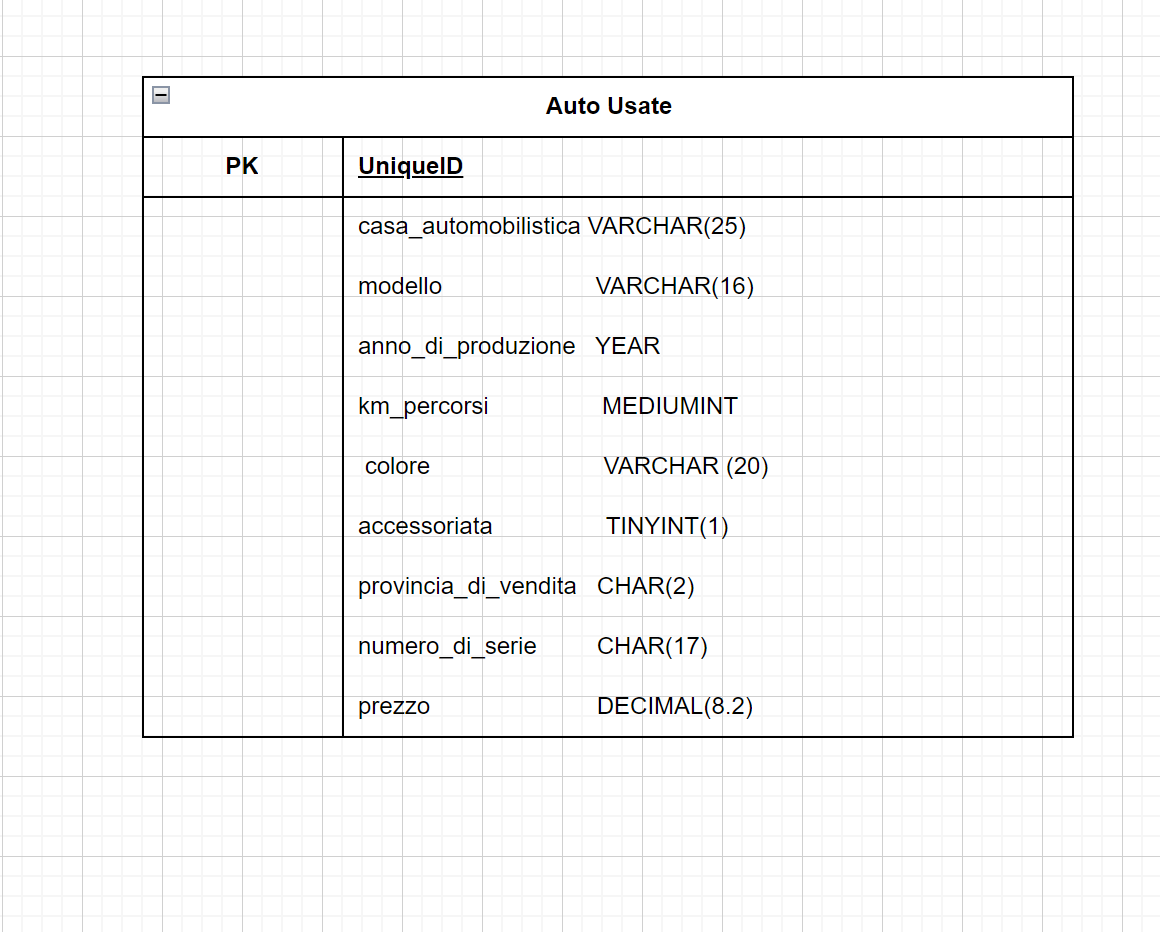 Auto Usate
PK UniqueID
casa_automobilistica VARCHAR(25)
modello VARCHAR(16)
anno_di_produzione YEAR
km_percorsi MEDIUMINT
colore VARCHAR (20)
accessoriata TINYINT(1)
provincia_di_vendita CHAR(2)
numero_di_serie CHAR(17)
prezzo DECIMAL(8.2)